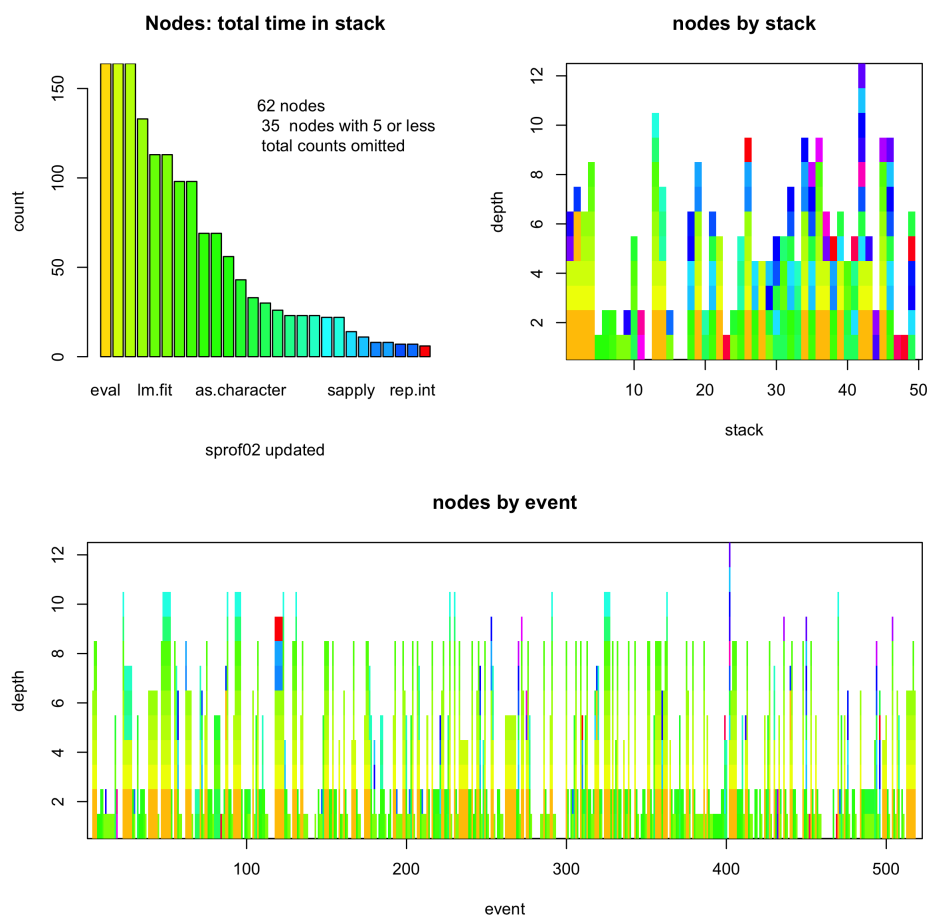 Nodes: total time in stack
count
150
100
50
0
62 nodes
35 nodes with 5 or less
total counts omitted
eval lm.fit as.character sapply rep.int
sprof02 updated
nodes by stack
depth
12
10
8
6
4
2
10 20 30 40 50
stack
nodes by event
depth
12
10
8
6
4
2
100 200 300 400 500
event